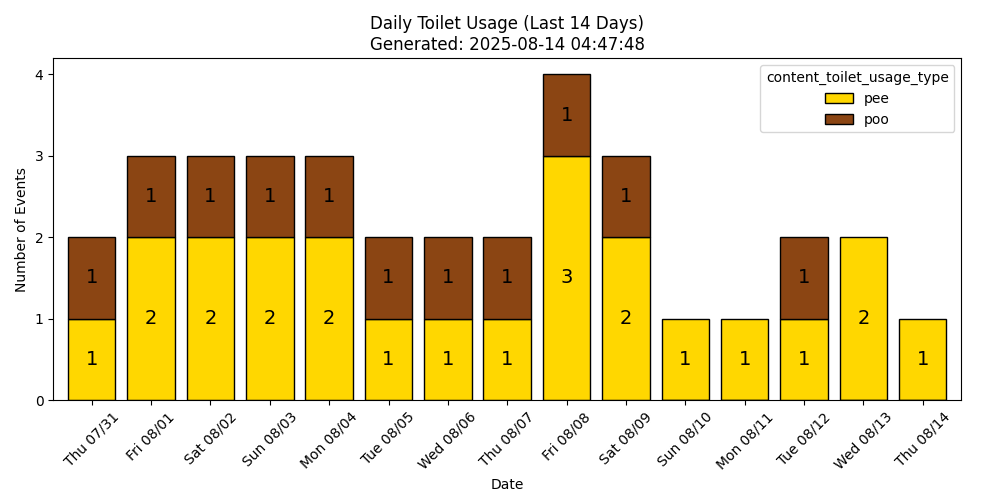 Daily Toilet Usage (Last 14 Days)
Generated: 2025-08-14 04:47:48
content_toilet_usage_type
pee
poo
Number of Events
4
3
2
1
0
1 1 1 1 1 1 1 1 1 1 1
1 2 2 2 2 1 1 1 3 2 1 1 1 2 1
Thu 07/31 Fri 08/01 Sat 08/02 Sun 08/03 Mon 08/04 Tue 08/05 Wed 08/06 Thu 08/07 Fri 08/08 Sat 08/09 Sun 08/10 Mon 08/11 Tue 08/12 Wed 08/13 Thu 08/14
Date